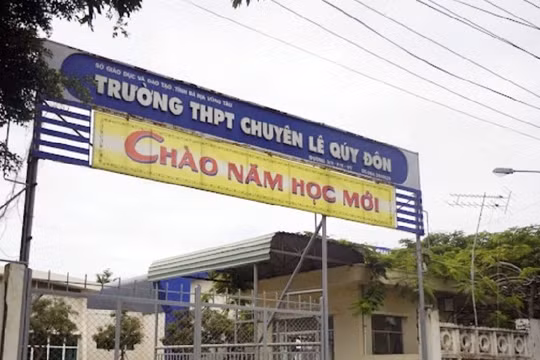 SỞ GIÁO DỤC VÀ ĐÀO TẠO TỈNH BÀ RỊA VŨNG TÀU
TRƯỜNG THPT CHUYÊN LÊ QÚY ĐÔN
CHÀO NĂM HỌC MỚI